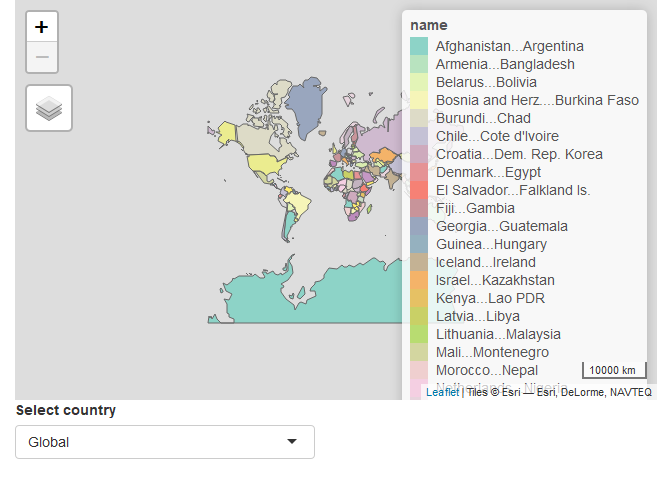 +
−
name
Afghanistan...Argentina
Armenia...Bangladesh
Belarus...Bolivia
Bosnia and Herz....Burkina Faso
Burundi...Chad
Chile...Cote d'Ivoire
Croatia...Dem. Rep. Korea
Denmark...Egypt
El Salvador...Falkland Is.
Fiji...Gambia
Georgia...Guatemala
Guinea...Hungary
Iceland...Ireland
Israel...Kazakhstan
Kenya...Lao PDR
Latvia...Libya
Lithuania...Malaysia
Mali...Montenegro
Morocco...Nepal
Netherlands...Nigeria
10000 km
Leaflet | Tiles © Esri — Esri, DeLorme, NAVTEQ
Select country
Global